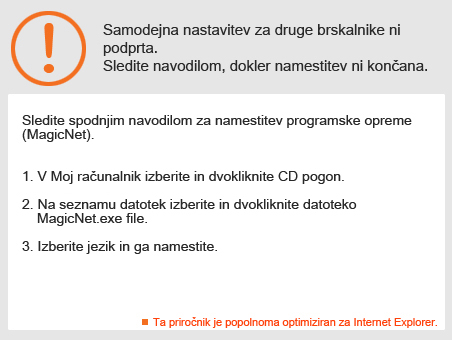 Samodejna nastavitev za druge brskalnike ni
podprta.
Sledite navodilom, dokler namestitev ni končana.
Sledite spodnjim navodilom za namestitev programske opreme
(MagicNet).
1. V Moj računalnik izberite in dvokliknite CD pogon.
2. Na seznamu datotek izberite in dvokliknite datoteko
MagicNet.exe file.
3. Izberite jezik in ga namestite.
Ta priročnik je popolnoma optimiziran za Internet Explorer.